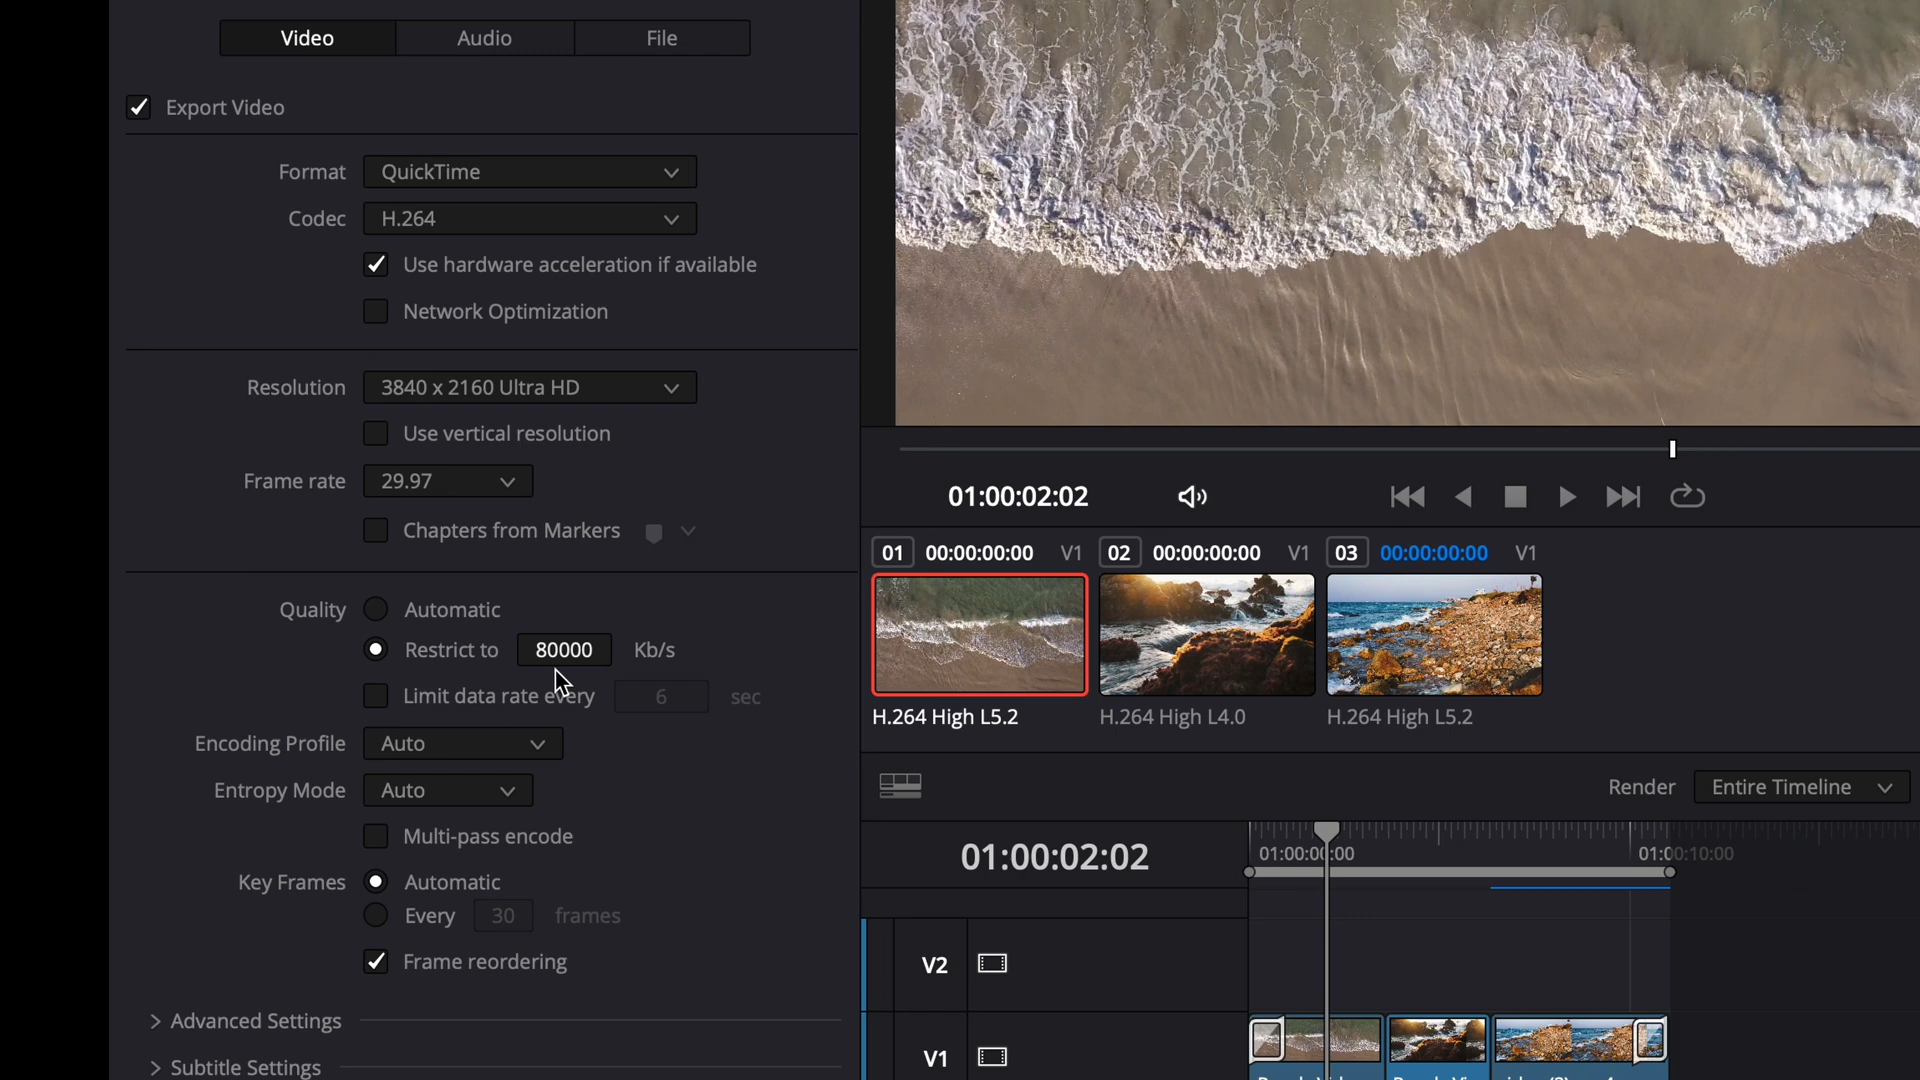 Video Audio File
Export Video
Format QuickTime
Codec H.264
Use hardware acceleration if available
Network Optimization
Resolution 3840 x 2160 Ultra HD
Use vertical resolution
Frame rate 29.97
Chapters from Markers
Quality Automatic
Restrict to 80000 Kb/s
Limit data rate every 6 sec
Encoding Profile Auto
Entropy Mode Auto
Multi-pass encode
Key Frames Automatic
Every 30 frames
Frame reordering
Advanced Settings
Subtitle Settings
01:00:02:02
01 00:00:00:00 V1 02 00:00:00:00 V1 03 00:00:00:00 V1
H.264 High L5.2 H.264 High L4.0 H.264 High L5.2
Render Entire Timeline
01:00:02:02 01:00:00:00 01:00:10:00
V2
V1